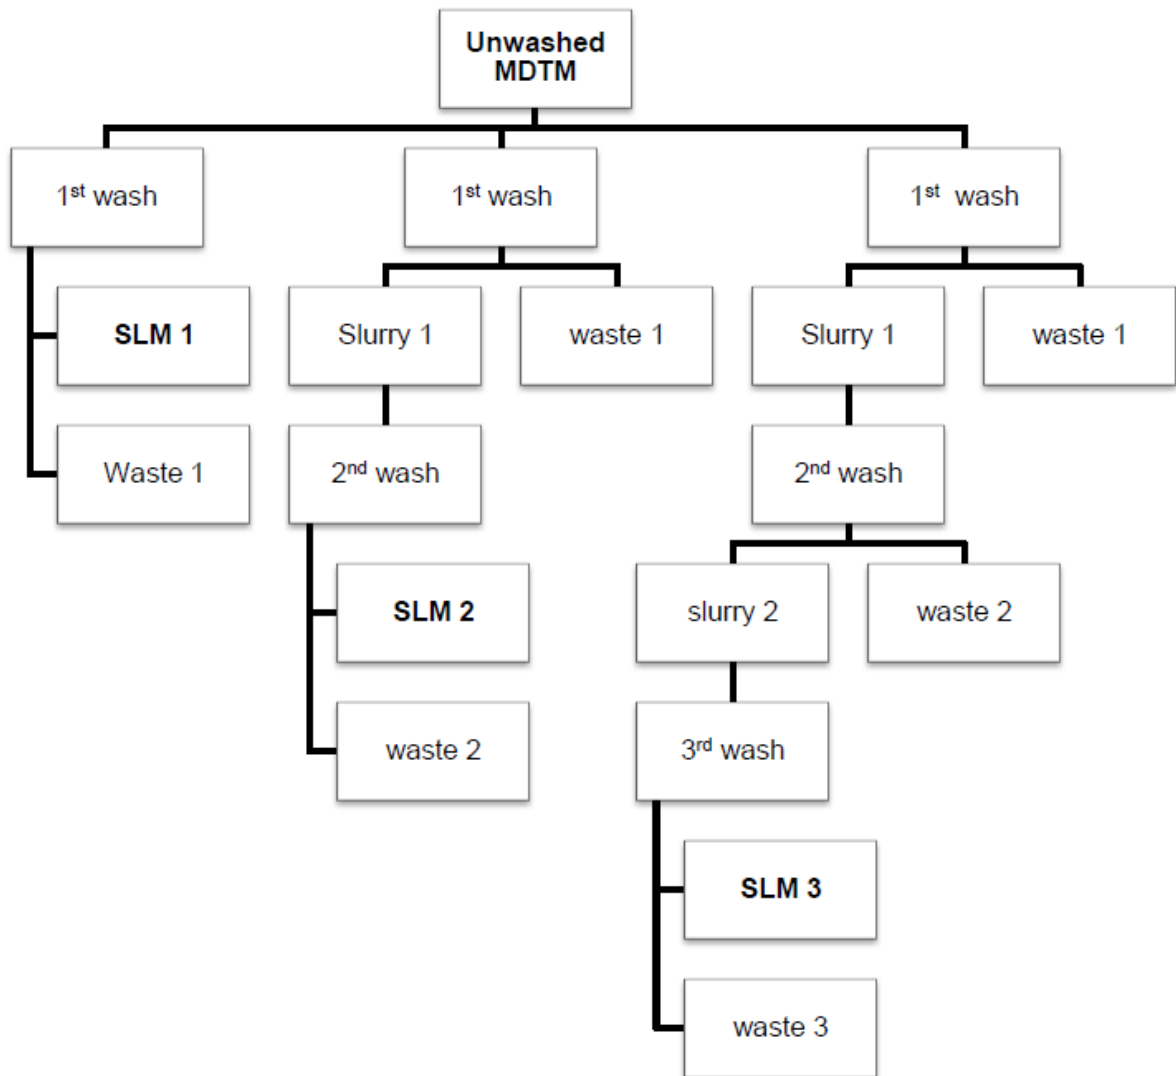 Unwashed
MDTM
1st wash
1st wash
1st wash
SLM 1
Slurry 1
waste 1
Slurry 1
waste 1
Waste 1
2nd wash
2nd wash
SLM 2
slurry 2
waste 2
waste 2
3rd wash
SLM 3
waste 3